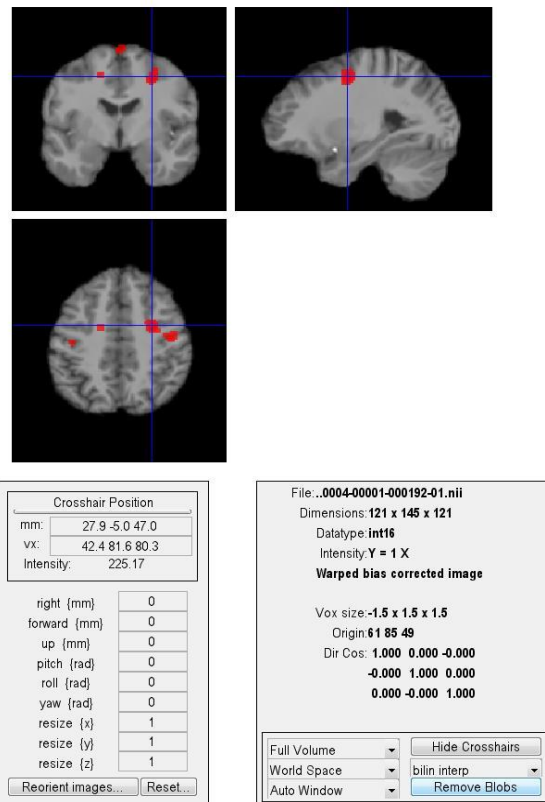 Crosshair Position
mm: 27.9 -5.0 47.0
vx: 42.4 81.6 80.3
Intensity: 225.17
right {mm} 0
forward {mm} 0
up {mm} 0
pitch {rad} 0
roll {rad} 0
yaw {rad} 0
resize {x} 1
resize {y} 1
resize {z} 1
Reorient images... Reset...
File: ..0004-00001-000192-01.nii
Dimensions: 121 x 145 x 121
Datatype: int16
Intensity: Y = 1 X
Warped bias corrected image
Vox size: -1.5 x 1.5 x 1.5
Origin: 61 85 49
Dir Cos: 1.000 0.000 -0.000
-0.000 1.000 0.000
0.000 -0.000 1.000
Full Volume Hide Crosshairs
World Space bilin interp
Auto Window Remove Blobs